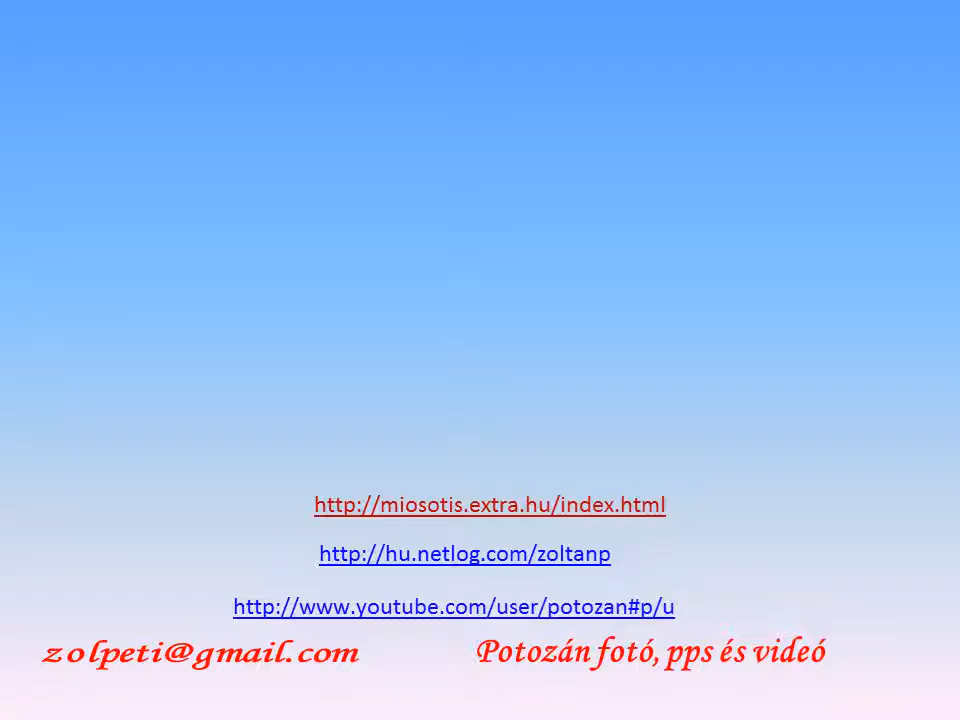 http://miosotis.extra.hu/index.html
http://hu.netlog.com/zoltanp
http://www.youtube.com/user/potozan#p/u
zolpeti@gmail.com Potozán fotó, pps és videó